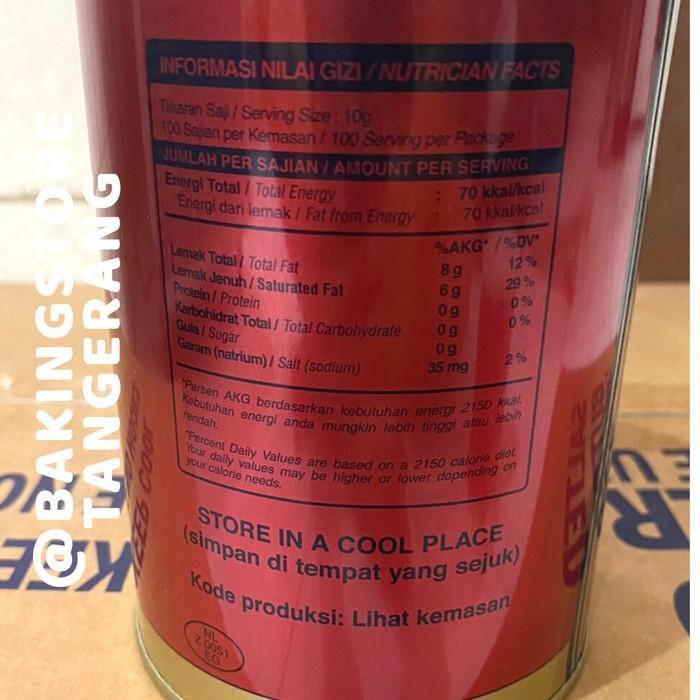 INFORMASI NILAI GIZI / NUTRICIAN FACTS
Takaran Saji / Serving Size : 10g
100 Sajian per Kemasan / 100 Serving per Package
JUMLAH PER SAJIAN / AMOUNT PER SERVING
Energi Total / Total Energy : 70 kkal/kcal
Energi dari lemak / Fat from Energy : 70 kkal/kcal
%AKG* / %DV*
Lemak Total / Total Fat 8 g 12 %
Lemak Jenuh / Saturated Fat 6 g 29 %
Protein / Protein 0 g 0 %
Karbohidrat Total / Total Carbohydrate 0 g 0 %
Gula / Sugar 0 g
Garam (natrium) / Salt (sodium) 35 mg 2 %
*Persen AKG berdasarkan kebutuhan energi 2150 kkal.
Kebutuhan energi anda mungkin lebih tinggi atau lebih
rendah.
*Percent Daily Values are based on a 2150 calorie diet.
Your daily values may be higher or lower depending on
your calorie needs.
STORE IN A COOL PLACE
(simpan di tempat yang sejuk)
Kode produksi: Lihat kemasan
NL
Z 0051
EG
@BAKINGSTORE
TANGERANG